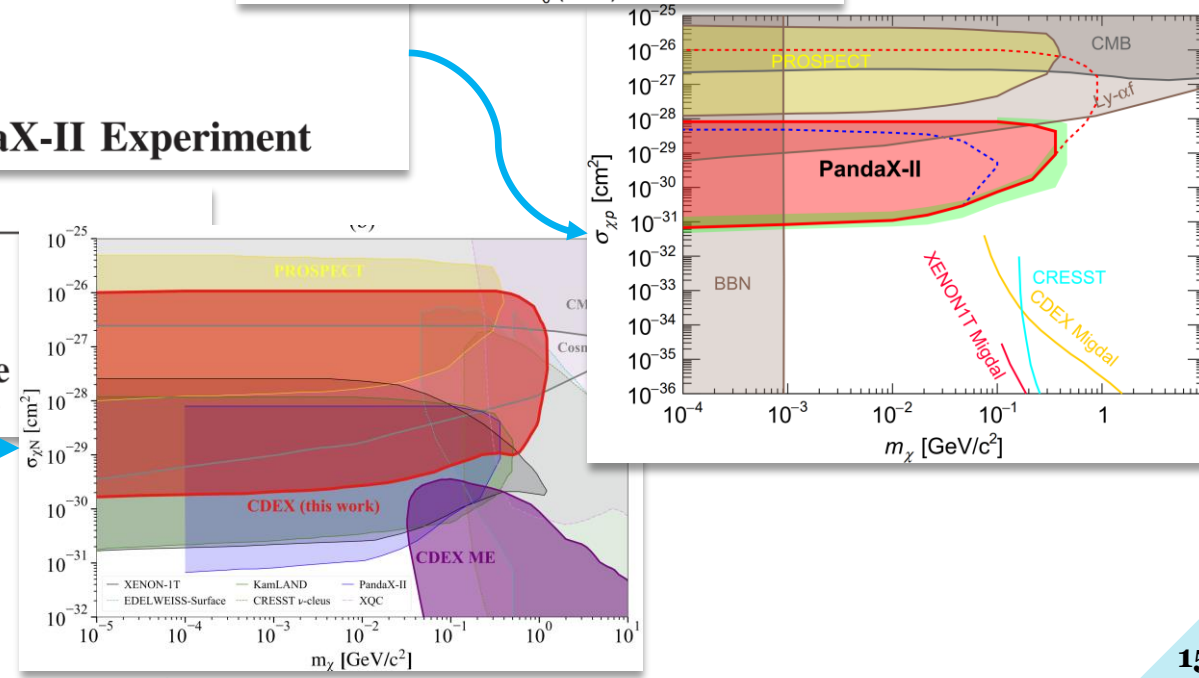 aX-II Experiment
e
10⁻²⁵
10⁻²⁶
10⁻²⁷
10⁻²⁸
10⁻²⁹
10⁻³⁰
10⁻³¹
10⁻³²
10⁻³³
10⁻³⁴
10⁻³⁵
10⁻³⁶
σχp [cm²]
CMB
PROSPECT
Ly-αf
PandaX-II
BBN
XENON1T Migdal
CRESST
CDEX Migdal
10⁻⁴ 10⁻³ 10⁻² 10⁻¹ 1
mχ [GeV/c²]
10⁻²⁵
10⁻²⁶
10⁻²⁷
10⁻²⁸
10⁻²⁹
10⁻³⁰
10⁻³¹
10⁻³²
σχN [cm²]
PROSPECT
CM
Cosn
CDEX (this work)
CDEX ME
XENON-1T KamLAND PandaX-II
EDELWEISS-Surface CRESST ν-cleus XQC
10⁻⁵ 10⁻⁴ 10⁻³ 10⁻² 10⁻¹ 10⁰ 10¹
mχ [GeV/c²]
15